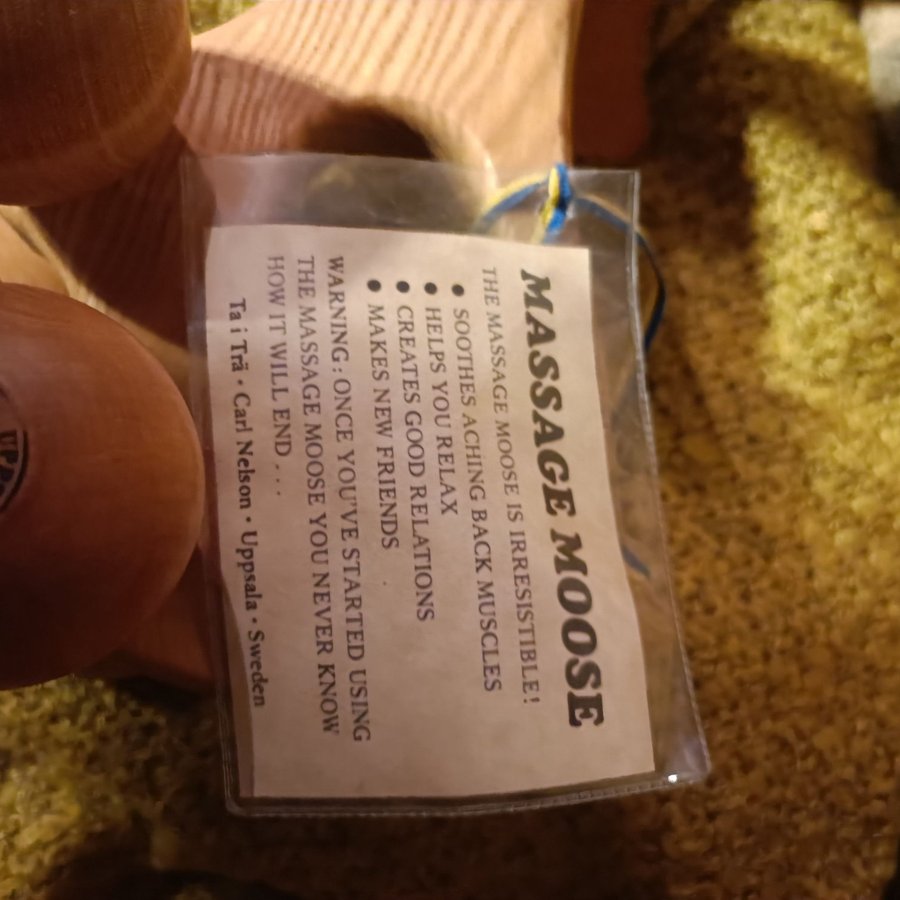 MASSAGE MOOSE
THE MASSAGE MOOSE IS IRRESISTIBLE!
• SOOTHES ACHING BACK MUSCLES
• HELPS YOU RELAX
• CREATES GOOD RELATIONS
• MAKES NEW FRIENDS
WARNING: ONCE YOU'VE STARTED USING
THE MASSAGE MOOSE YOU NEVER KNOW
HOW IT WILL END . . .
Ta i Trä • Carl Nelson • Uppsala • Sweden